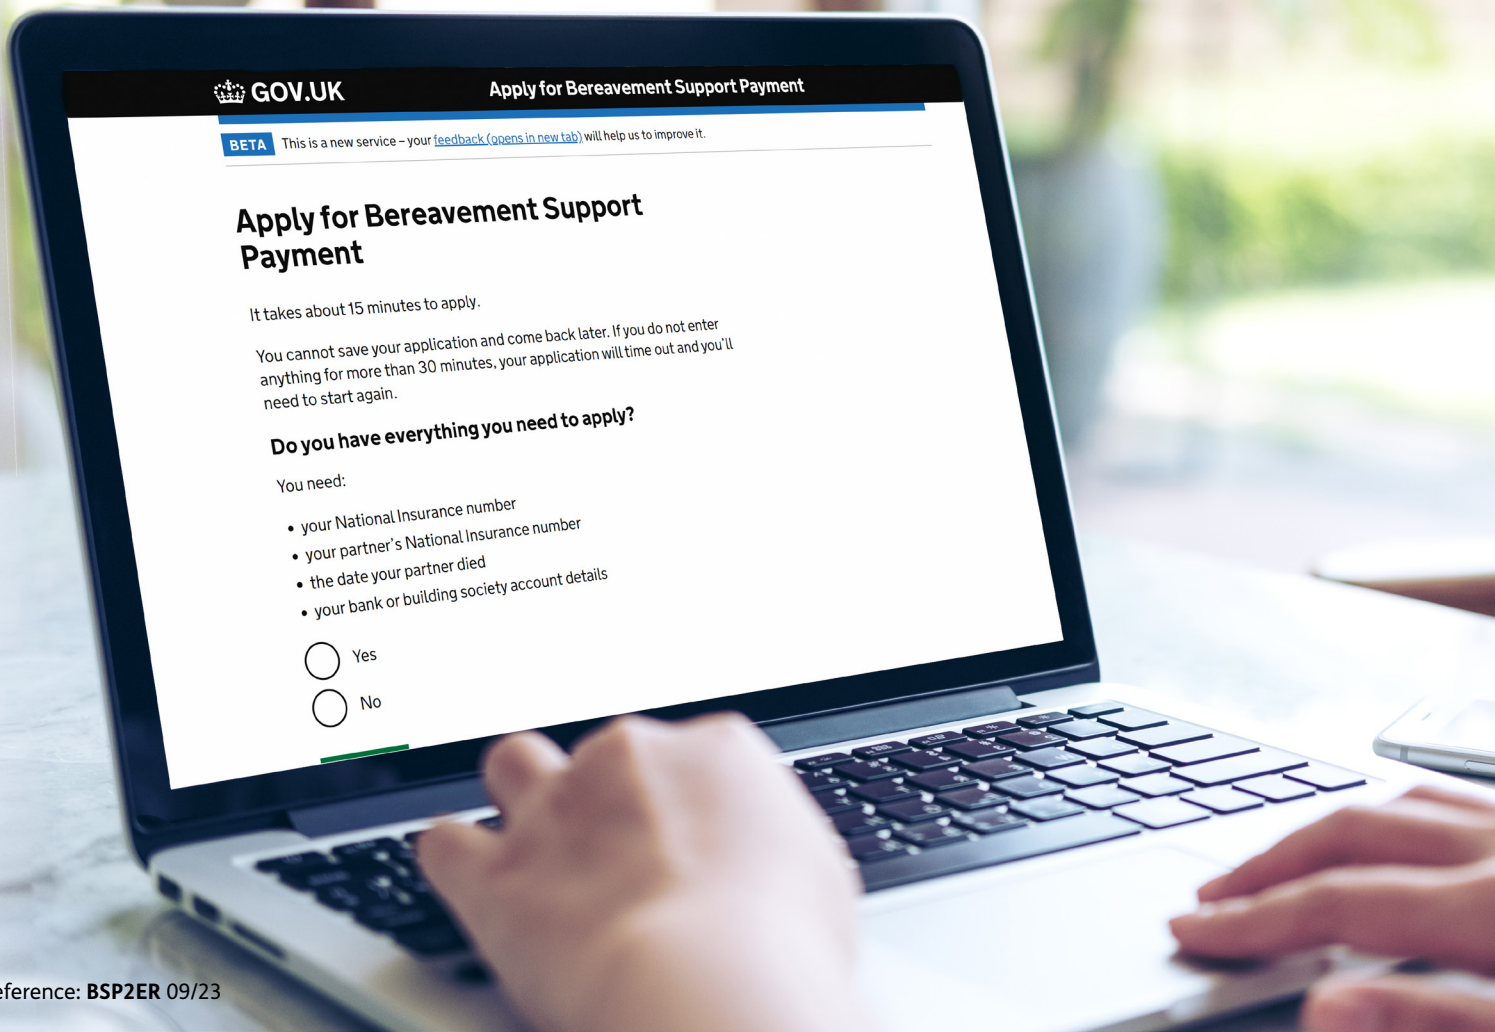 GOV.UK
Apply for Bereavement Support Payment
BETA This is a new service – your feedback (opens in new tab) will help us to improve it.
Apply for Bereavement Support
Payment
It takes about 15 minutes to apply.
You cannot save your application and come back later. If you do not enter
anything for more than 30 minutes, your application will time out and you'll
need to start again.
Do you have everything you need to apply?
You need:
• your National Insurance number
• your partner's National Insurance number
• the date your partner died
• your bank or building society account details
Yes
No
eference: BSP2ER 09/23